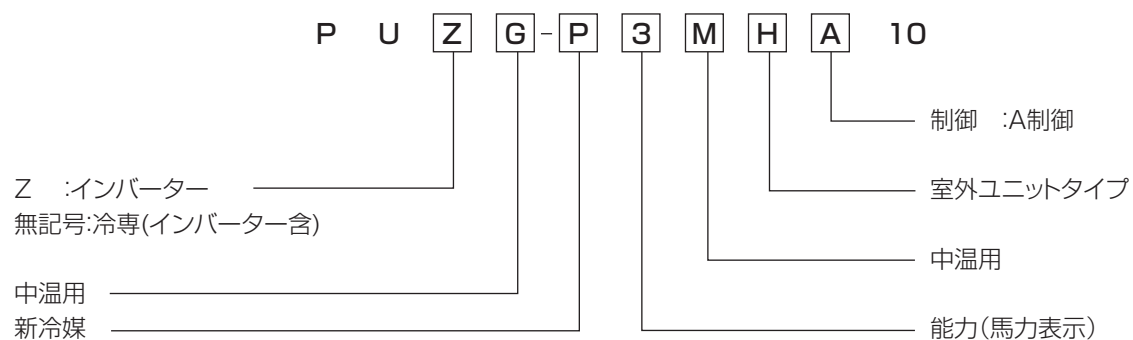 PUZG-P3MHA 10
制御 :A制御
Z :インバーター
室外ユニットタイプ
無記号:冷専(インバーター含)
中温用
中温用
新冷媒
能力(馬力表示)